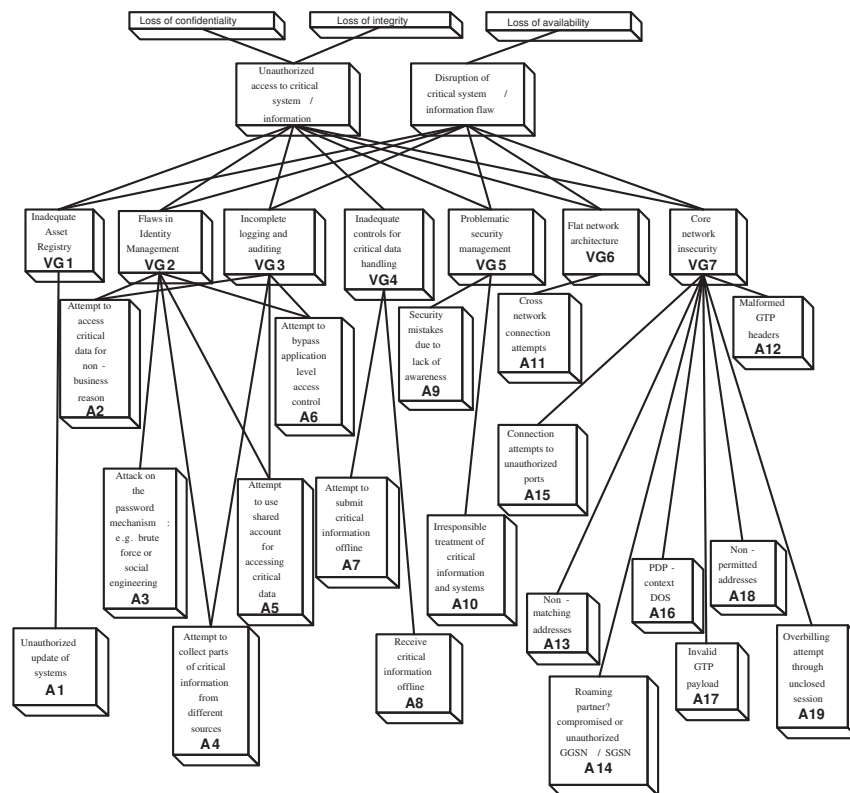 Loss of confidentiality
Loss of integrity
Loss of availability
Unauthorized
access to critical
system /
information
Disruption of
critical system /
information flaw
Inadequate
Asset
Registry
VG1
Flaws in
Identity
Management
VG2
Incomplete
logging and
auditing
VG3
Inadequate
controls for
critical data
handling
VG4
Problematic
security
management
VG5
Flat network
architecture
VG6
Core
network
insecurity
VG7
Attempt to
access
critical
data for
non -
business
reason
A2
Attempt to
bypass
application
level
access
control
A6
Security
mistakes
due to
lack of
awareness
A9
Cross
network
connection
attempts
A11
Malformed
GTP
headers
A12
Attack on
the
password
mechanism :
e.g. brute
force or
social
engineering
A3
Attempt
to use
shared
account
for
accessing
critical
data
A5
Attempt to
submit
critical
information
offline
A7
Irresponsible
treatment of
critical
information
and systems
A10
Connection
attempts to
unauthorized
ports
A15
Non -
matching
addresses
A13
PDP -
context
DOS
A16
Non -
permitted
addresses
A18
Unauthorized
update of
systems
A1
Attempt to
collect parts
of critical
information
from
different
sources
A4
Receive
critical
information
offline
A8
Roaming
partner?
compromised or
unauthorized
GGSN / SGSN
A14
Invalid
GTP
payload
A17
Overbilling
attempt
through
unclosed
session
A19